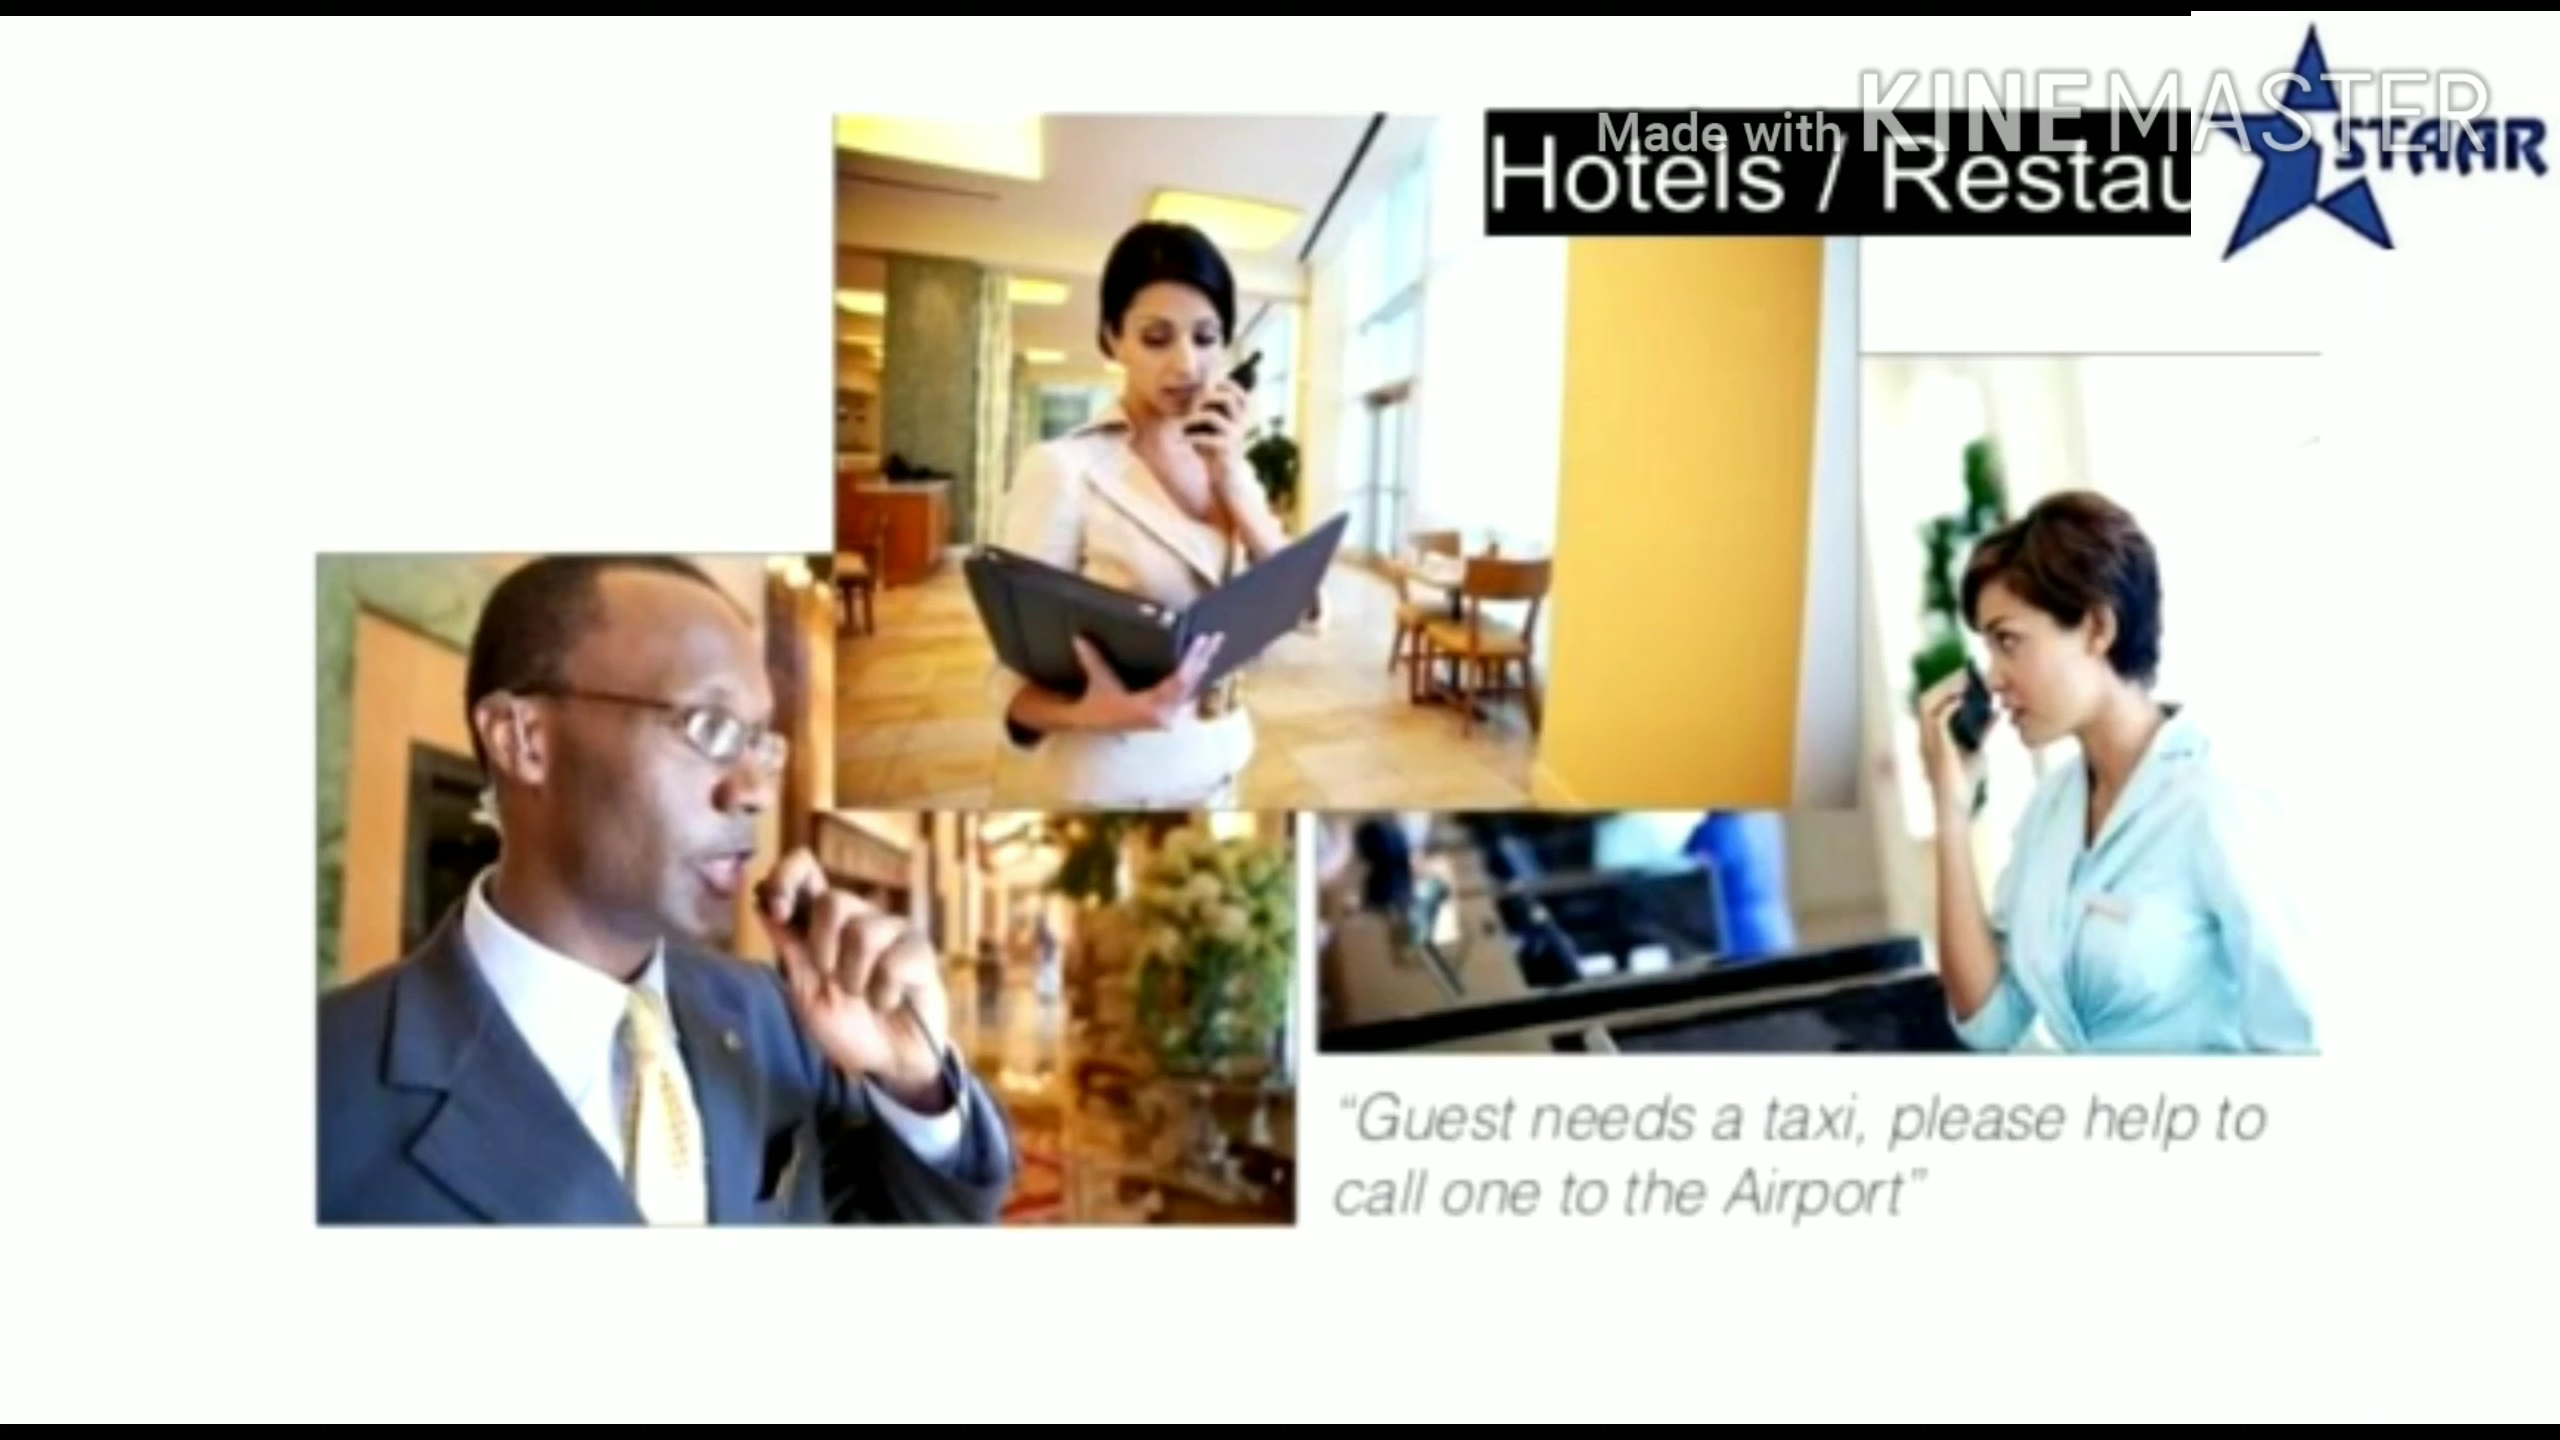 Made with KINEMASTER
STAAR
Hotels / Restau
“Guest needs a taxi, please help to
call one to the Airport”